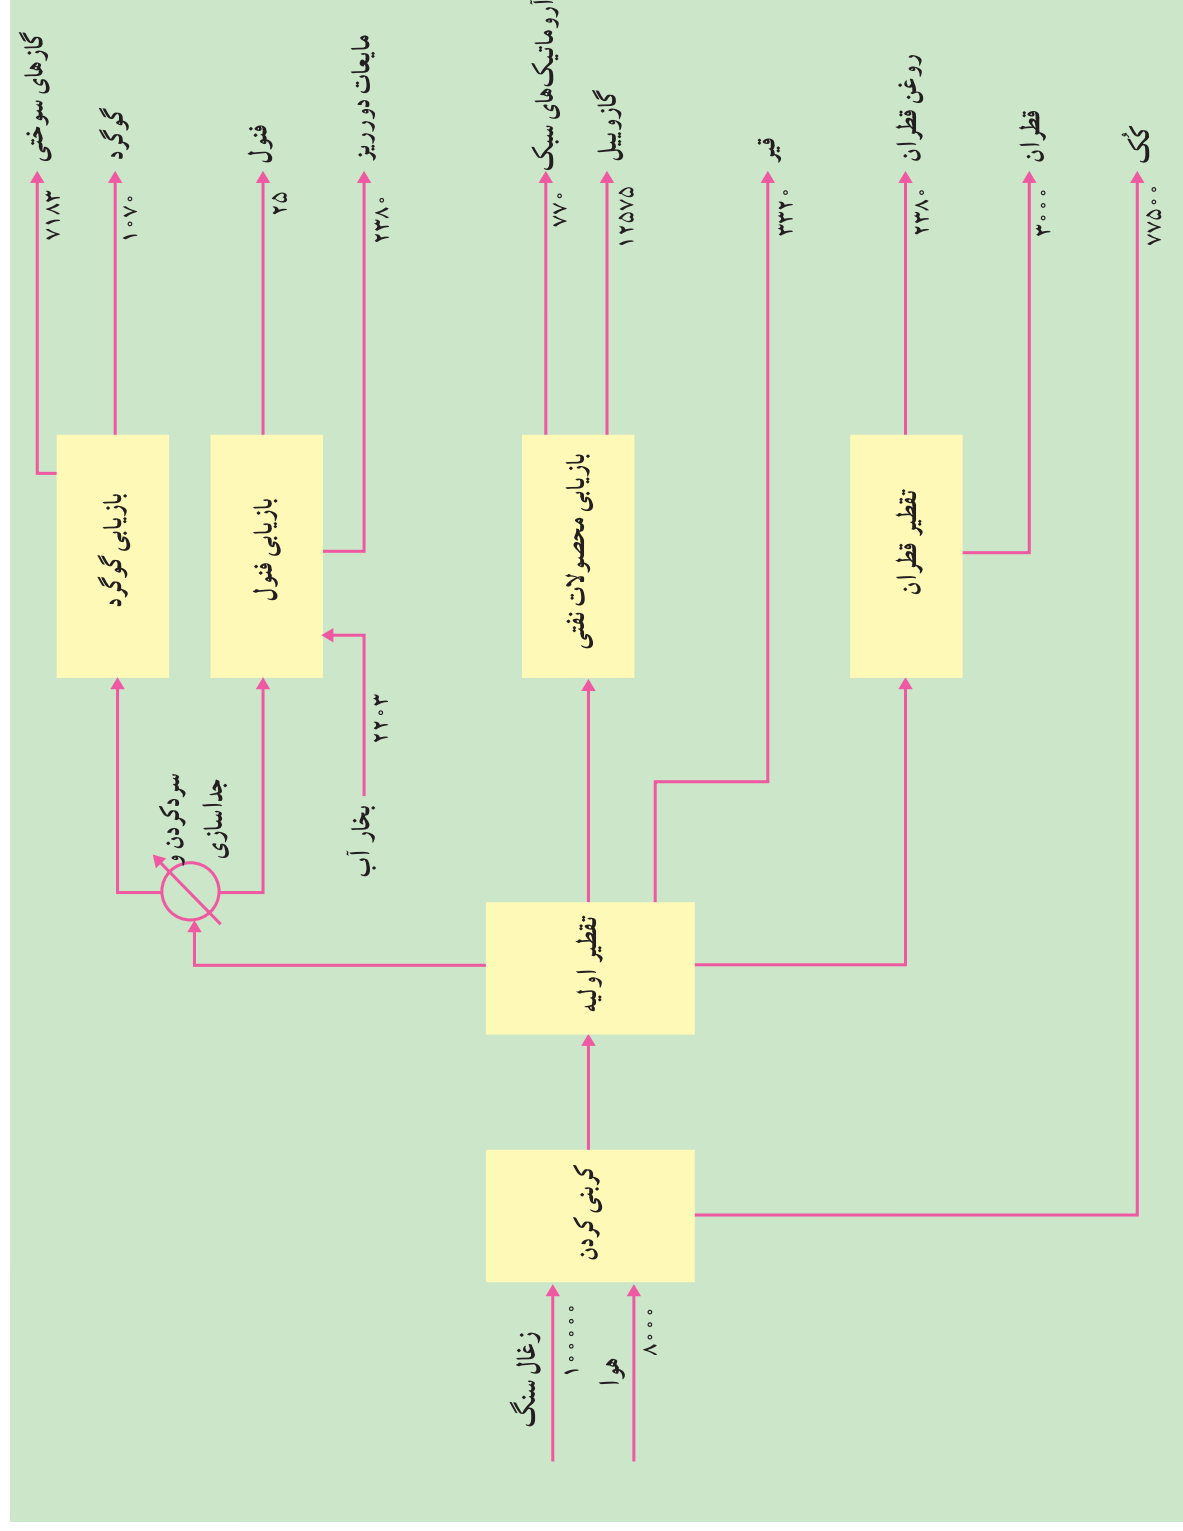 گازهای سوختی
۷۱۸۳
گوگرد
۱۰۷۰
فنول
۲۵
مایعات دورریز
۲۳۸۰
آروماتیک‌های سبک
۷۷۰
گازوییل
۱۲۵۷۵
قیر
۳۳۲۰
روغن قطران
۲۳۸۰
قطران
۳۰۰۰
کُک
۷۷۵۰۰
بازیابی گوگرد
بازیابی فنول
بازیابی محصولات نفتی
تقطیر قطران
سردکردن و
جداسازی
بخار آب
۲۲۰۳
تقطیر اولیه
کربنی کردن
زغال سنگ
۱۰۰۰۰۰
هوا
۸۰۰۰